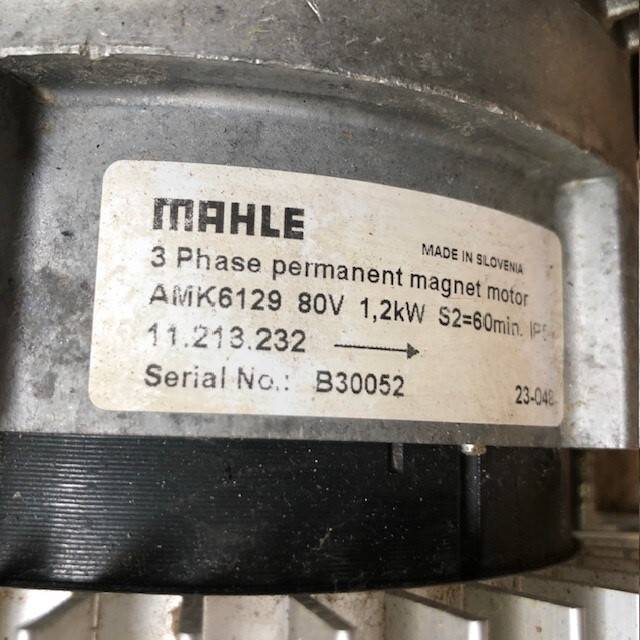 MAHLE
MADE IN SLOVENIA
3 Phase permanent magnet motor
AMK6129 80V 1,2kW S2=60min.
11.213.232
Serial No.: B30052
23-048